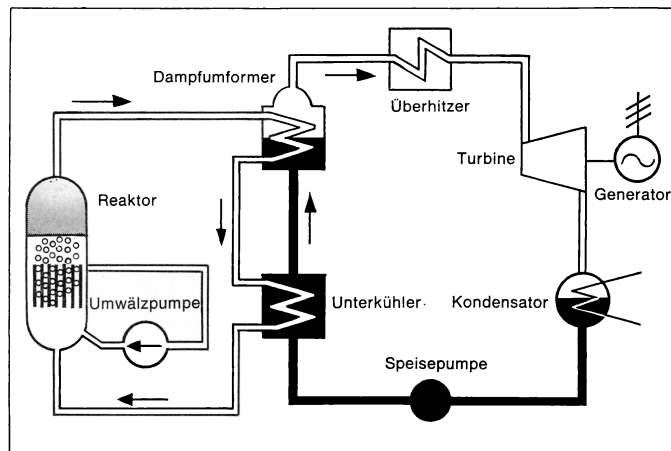 Dampfumformer
Überhitzer
Turbine
Generator
Reaktor
Umwälzpumpe
Unterkühler
Kondensator
Speisepumpe